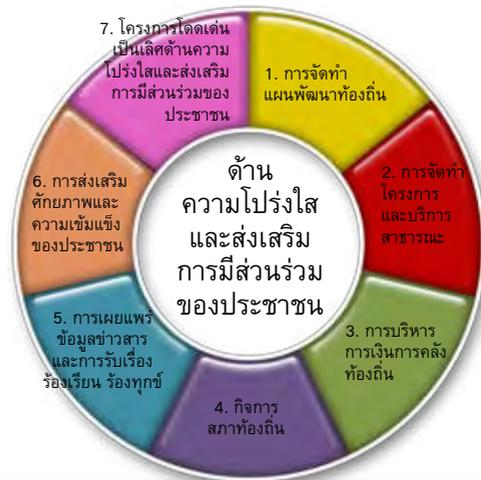 7. โครงการโดดเด่น
เป็นเลิศด้านความ
โปร่งใสและส่งเสริม
การมีส่วนร่วมของ
ประชาชน
1. การจัดทำ
แผนพัฒนาท้องถิ่น
2. การจัดทำ
โครงการ
และบริการ
สาธารณะ
3. การบริหาร
การเงินการคลัง
ท้องถิ่น
4. กิจการ
สภาท้องถิ่น
5. การเผยแพร่
ข้อมูลข่าวสาร
และการรับเรื่อง
ร้องเรียน ร้องทุกข์
6. การส่งเสริม
ศักยภาพและ
ความเข้มแข็ง
ของประชาชน
ด้าน
ความโปร่งใส
และส่งเสริม
การมีส่วนร่วม
ของประชาชน